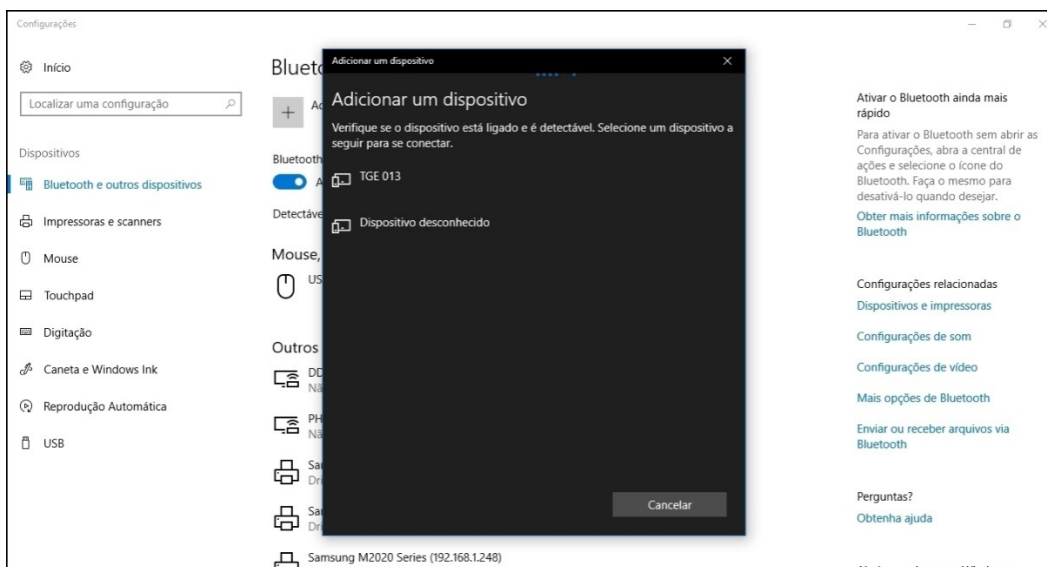 Configurações
Início
Localizar uma configuração
Dispositivos
Bluetooth e outros dispositivos
Impressoras e scanners
Mouse
Touchpad
Digitação
Caneta e Windows Ink
Reprodução Automática
USB
Bluetooth
Mouse,
US
Outros
DD
PH
Samsung M2020 Series (192.168.1.248)
Adicionar um dispositivo
Adicionar um dispositivo
Verifique se o dispositivo está ligado e é detectável. Selecione um dispositivo a
seguir para se conectar.
TGE 013
Dispositivo desconhecido
Cancelar
Ativar o Bluetooth ainda mais
rápido
Para ativar o Bluetooth sem abrir as
Configurações, abra a central de
ações e selecione o ícone do
Bluetooth. Faça o mesmo para
desativá-lo quando desejar.
Obter mais informações sobre o
Bluetooth
Configurações relacionadas
Dispositivos e impressoras
Configurações de som
Configurações de vídeo
Mais opções de Bluetooth
Enviar ou receber arquivos via
Bluetooth
Perguntas?
Obtenha ajuda